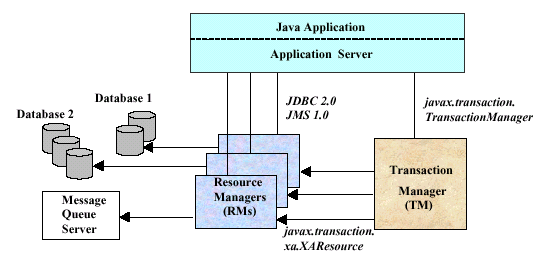 Java Application
Application Server
Database 1
Database 2
JDBC 2.0
JMS 1.0
javax.transaction.
TransactionManager
Resource
Managers
(RMs)
Transaction
Manager
(TM)
Message
Queue
Server
javax.transaction.
xa.XAResource